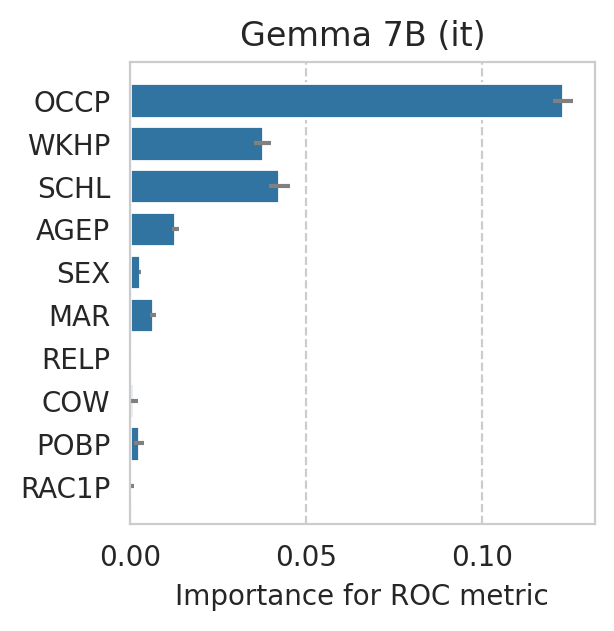 Gemma 7B (it)
OCCP
WKHP
SCHL
AGEP
SEX
MAR
RELP
COW
POBP
RAC1P
0.00 0.05 0.10
Importance for ROC metric